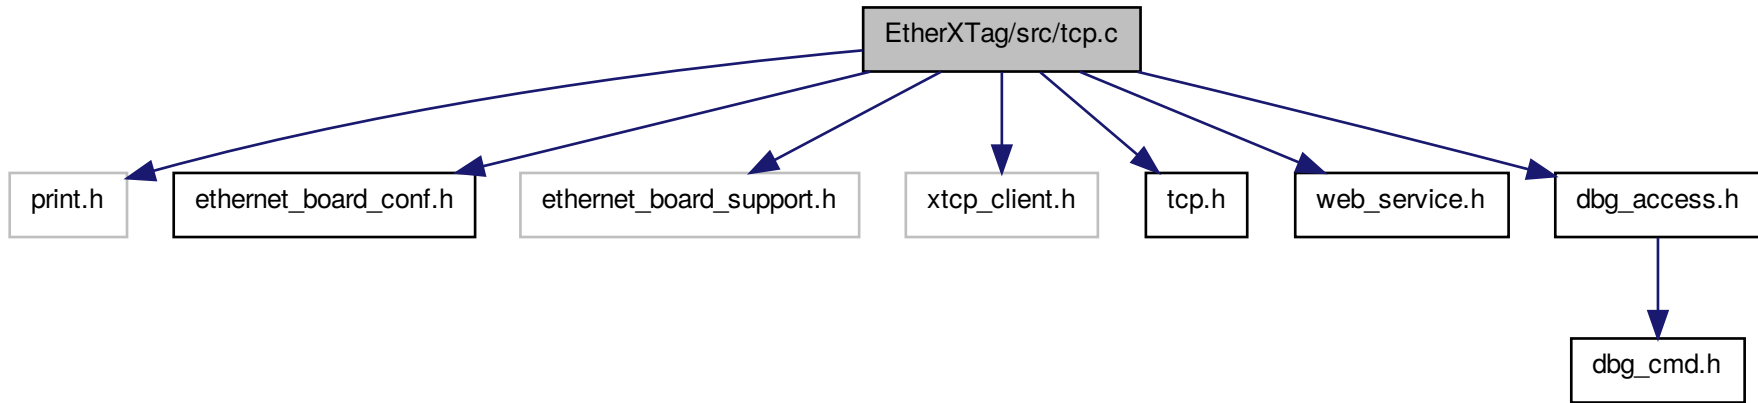 EtherXTag/src/tcp.c
print.h
ethernet_board_conf.h
ethernet_board_support.h
xtcp_client.h
tcp.h
web_service.h
dbg_access.h
dbg_cmd.h